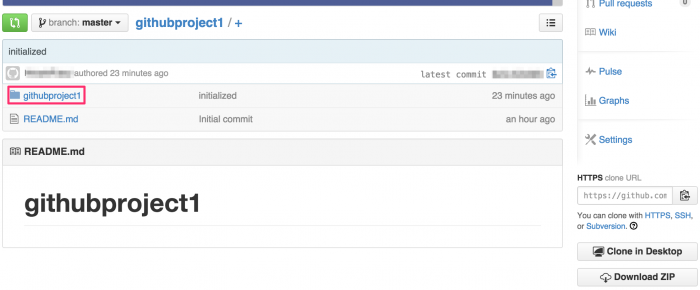 branch: master
githubproject1 / +
initialized
authored 23 minutes ago
latest commit
githubproject1 initialized 23 minutes ago
README.md Initial commit an hour ago
README.md
githubproject1
Pull requests 0
Wiki
Pulse
Graphs
Settings
HTTPS clone URL
https://github.com
You can clone with HTTPS, SSH,
or Subversion.
Clone in Desktop
Download ZIP